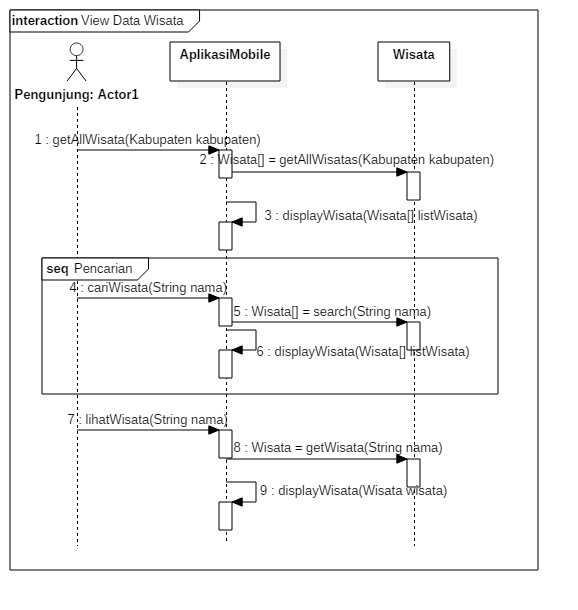 interaction View Data Wisata
AplikasiMobile
Wisata
Pengunjung: Actor1
1 : getAllWisata(Kabupaten kabupaten)
2 : Wisata[] = getAllWisatas(Kabupaten kabupaten)
3 : displayWisata(Wisata[] listWisata)
seq Pencarian
4 : cariWisata(String nama)
5 : Wisata[] = search(String nama)
6 : displayWisata(Wisata[] listWisata)
7 : lihatWisata(String nama)
8 : Wisata = getWisata(String nama)
9 : displayWisata(Wisata wisata)